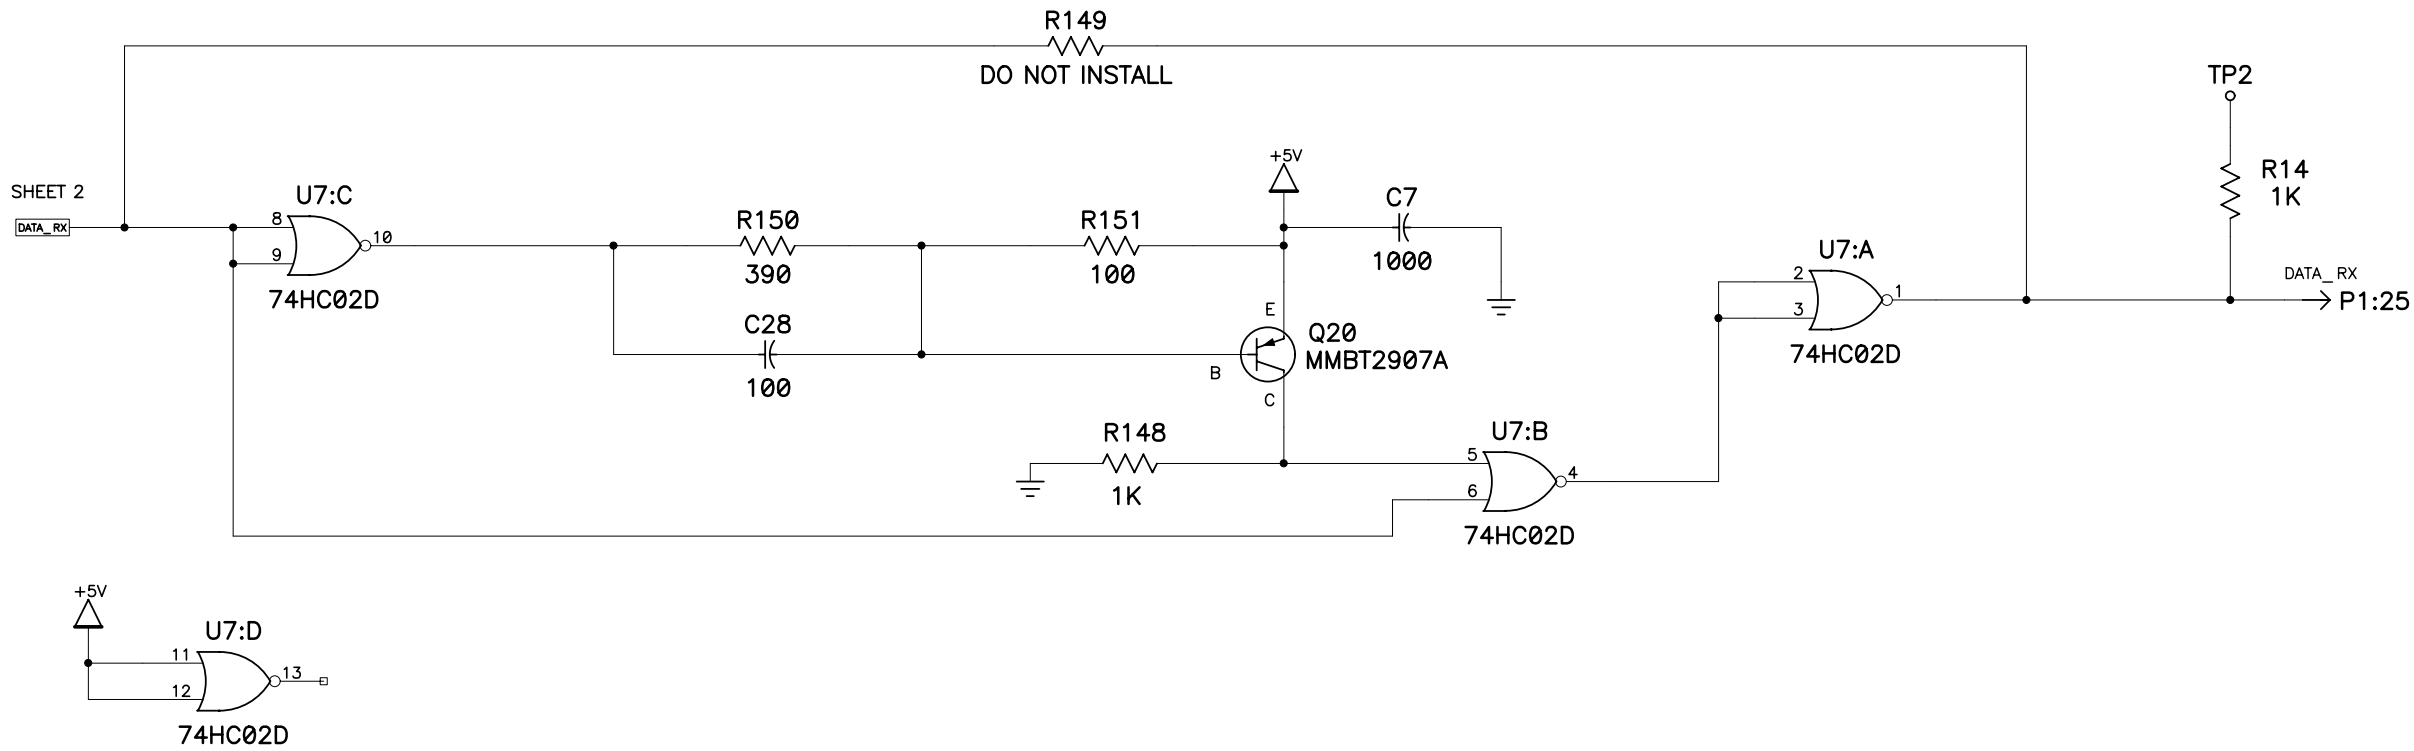 R149
DO NOT INSTALL
TP2
+5V
SHEET 2
R14
1K
U7:C
C7
DATA_RX
8
R150
R151
10
9
390
100
1000
U7:A
74HC02D
2
DATA_RX
1
P1:25
3
E
C28
Q20
MMBT2907A
74HC02D
100
B
C
R148
U7:B
5
4
1K
6
74HC02D
+5V
U7:D
11
13
12
74HC02D